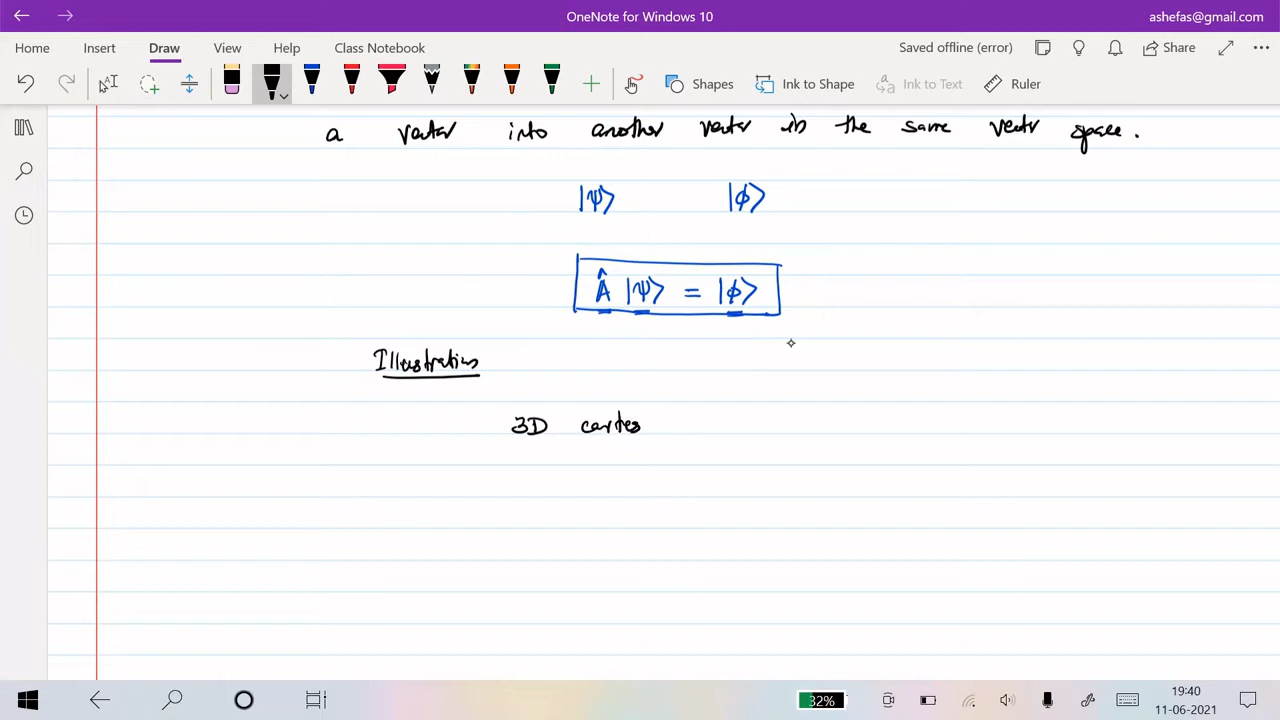 OneNote for Windows 10
ashefas@gmail.com
Home Insert Draw View Help Class Notebook Saved offline (error) Share
Shapes Ink to Shape Ink to Text Ruler
a vector into another vector in the same vector space.
|ψ⟩ |ϕ⟩
Â |ψ⟩ = |ϕ⟩
Illustration
3D cartes
32%
19:40
11-06-2021